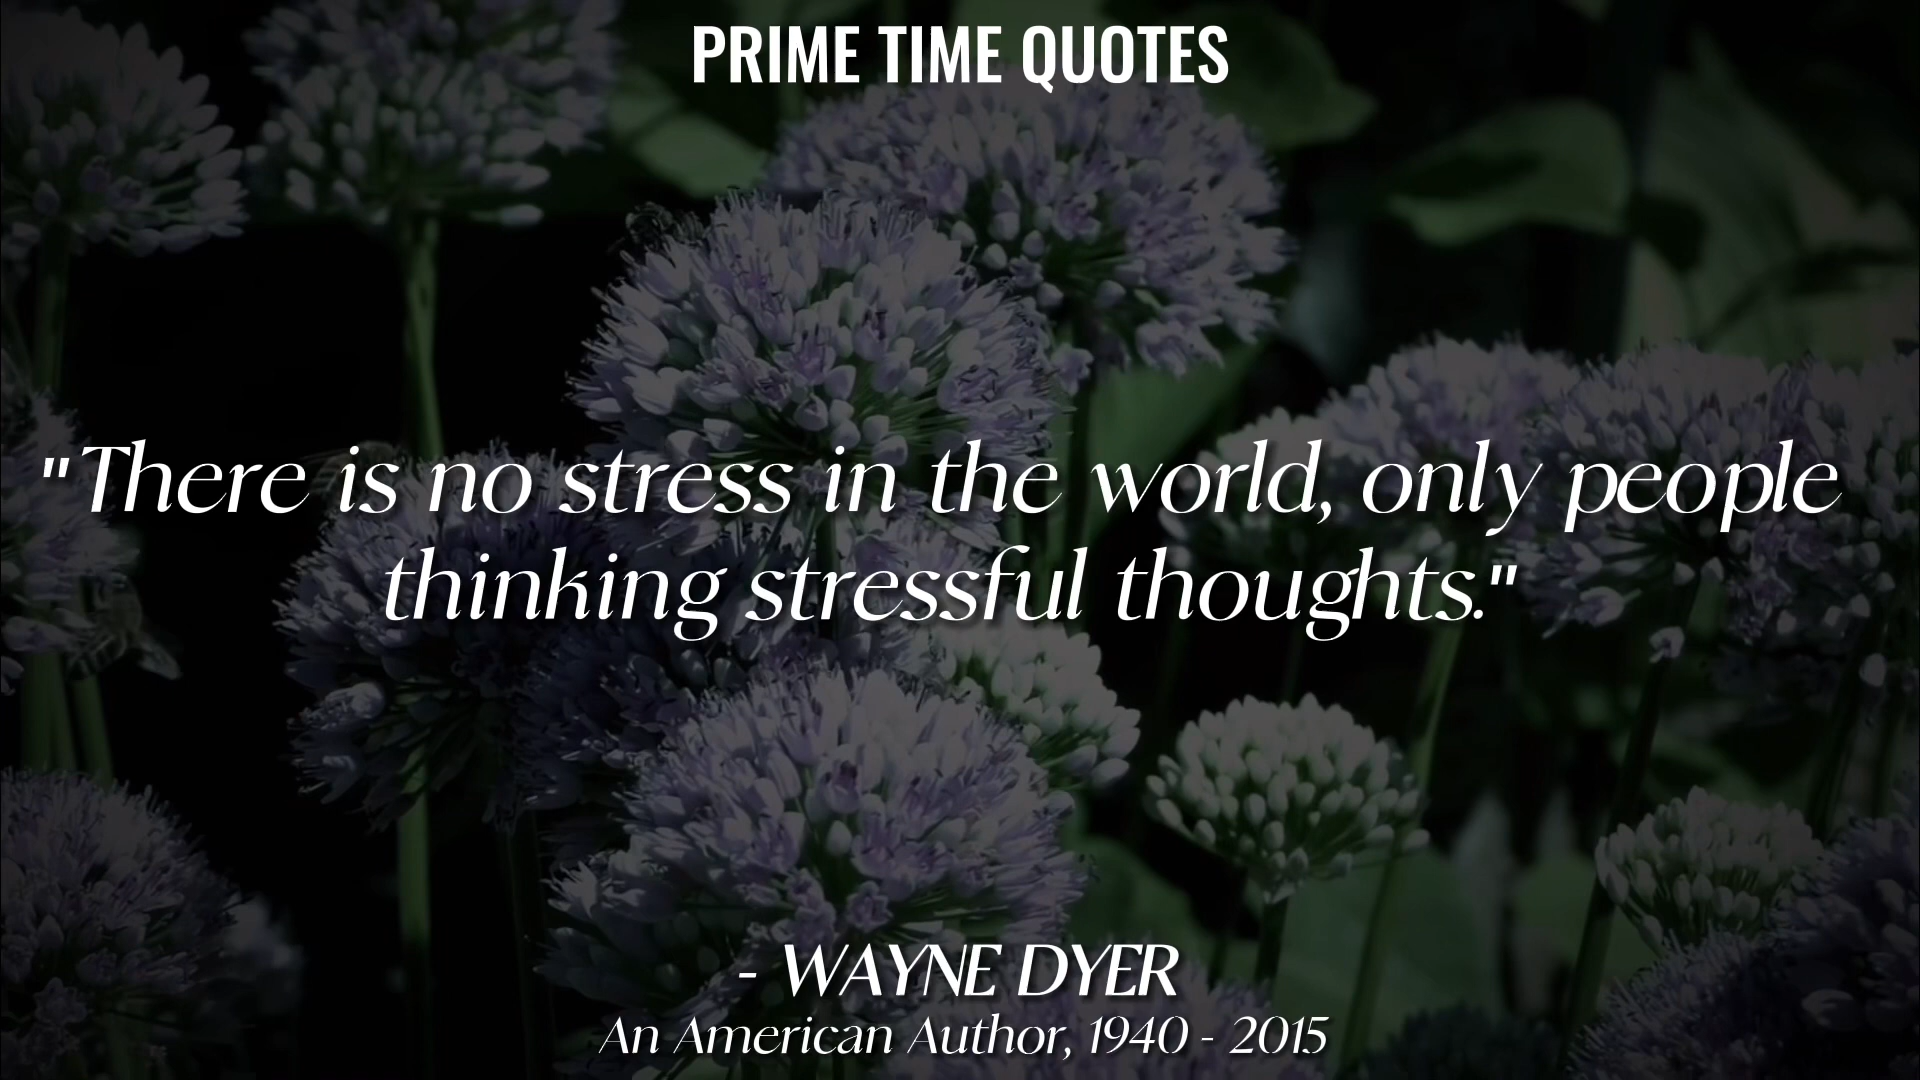 PRIME TIME QUOTES
"There is no stress in the world, only people
thinking stressful thoughts."
- WAYNE DYER
An American Author, 1940 - 2015